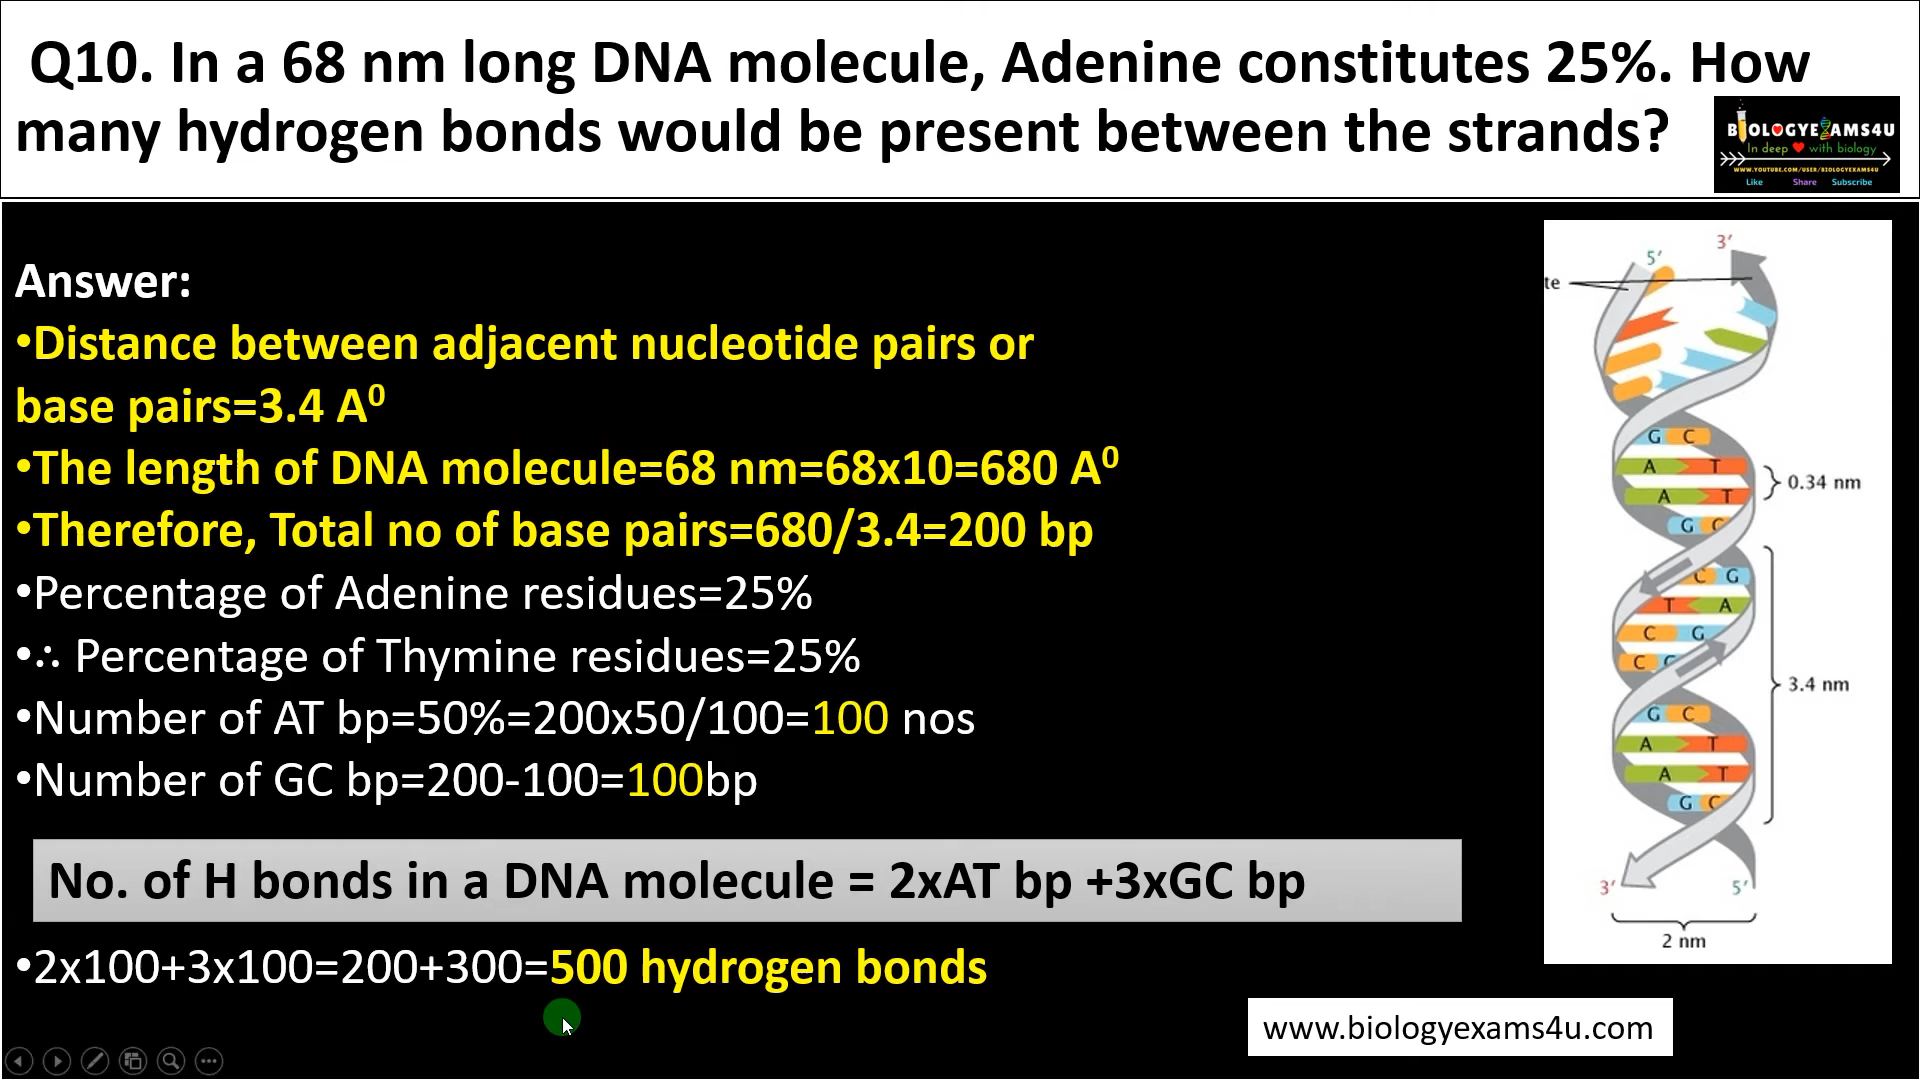 Q10. In a 68 nm long DNA molecule, Adenine constitutes 25%. How
many hydrogen bonds would be present between the strands?
BIOLOGYEXAMS4U
In deep ❤ with biology
WWW.YOUTUBE.COM/USER/BIOLOGYEXAMS4U
Like Share Subscribe
Answer:
•Distance between adjacent nucleotide pairs or
base pairs=3.4 A⁰
•The length of DNA molecule=68 nm=68x10=680 A⁰
•Therefore, Total no of base pairs=680/3.4=200 bp
•Percentage of Adenine residues=25%
•∴ Percentage of Thymine residues=25%
•Number of AT bp=50%=200x50/100=100 nos
•Number of GC bp=200-100=100bp
No. of H bonds in a DNA molecule = 2xAT bp +3xGC bp
•2x100+3x100=200+300=500 hydrogen bonds
3′
5′
te
G C
A T
0.34 nm
A T
G C
C G
T A
C G
C G
3.4 nm
G C
A T
A T
G C
3′ 5′
2 nm
www.biologyexams4u.com